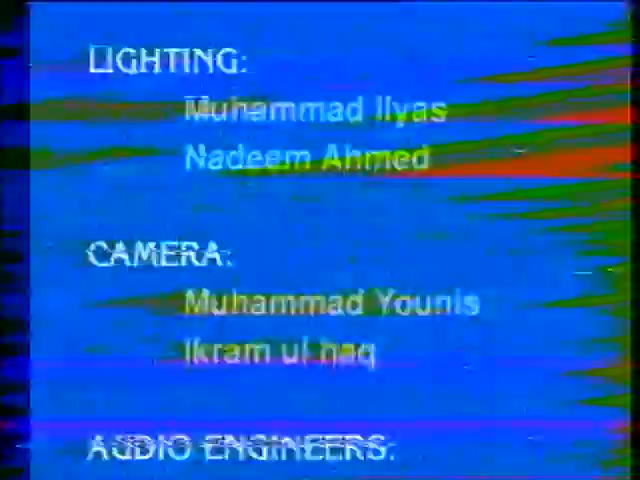 LIGHTING:
Muhammad Ilyas
Nadeem Ahmed
CAMERA:
Muhammad Younis
Ikram ul haq
AUDIO ENGINEERS: